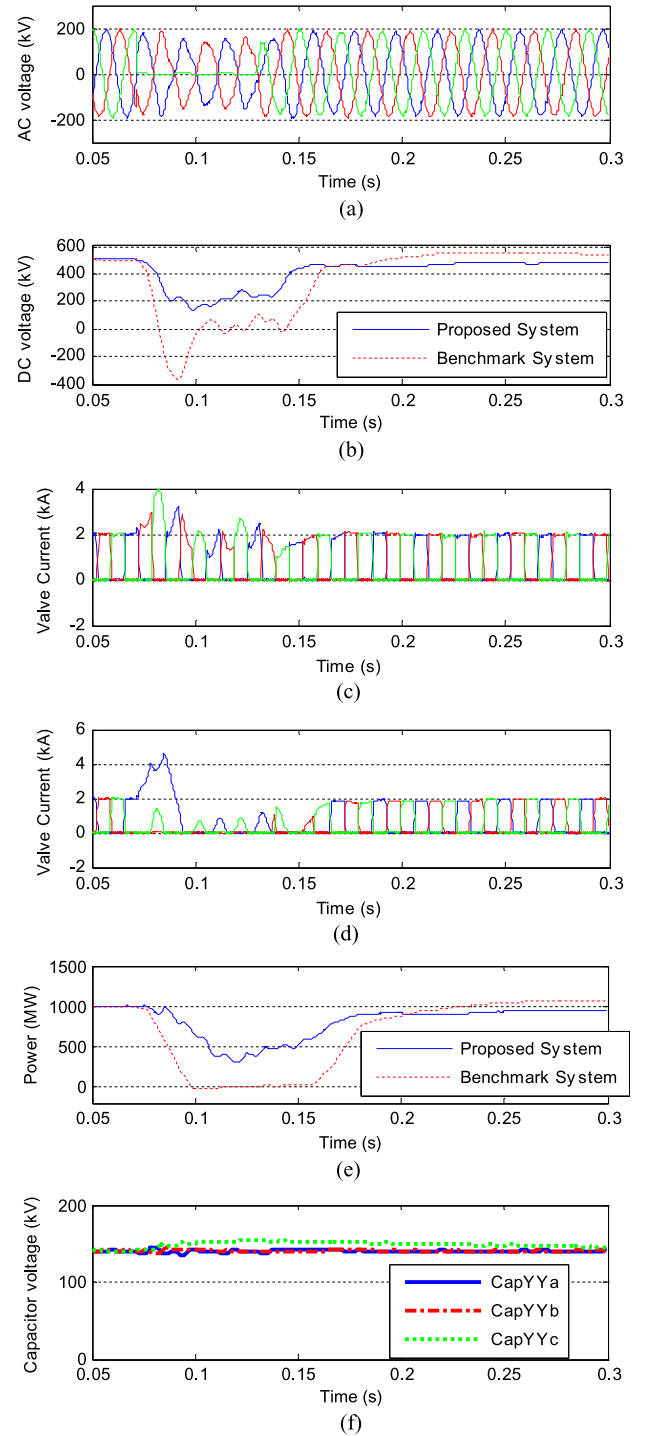 AC voltage (kV)
200
0
-200
0.05 0.1 0.15 0.2 0.25 0.3
Time (s)
(a)
DC voltage (kV)
600
400
200
0
-200
-400
Proposed System
Benchmark System
0.05 0.1 0.15 0.2 0.25 0.3
Time (s)
(b)
Valve Current (kA)
4
2
0
-2
0.05 0.1 0.15 0.2 0.25 0.3
Time (s)
(c)
Valve Current (kA)
6
4
2
0
-2
0.05 0.1 0.15 0.2 0.25 0.3
Time (s)
(d)
Power (MW)
1500
1000
500
0
Proposed System
Benchmark System
0.05 0.1 0.15 0.2 0.25 0.3
Time (s)
(e)
Capacitor voltage (kV)
200
100
0
CapYYa
CapYYb
CapYYc
0.05 0.1 0.15 0.2 0.25 0.3
Time (s)
(f)